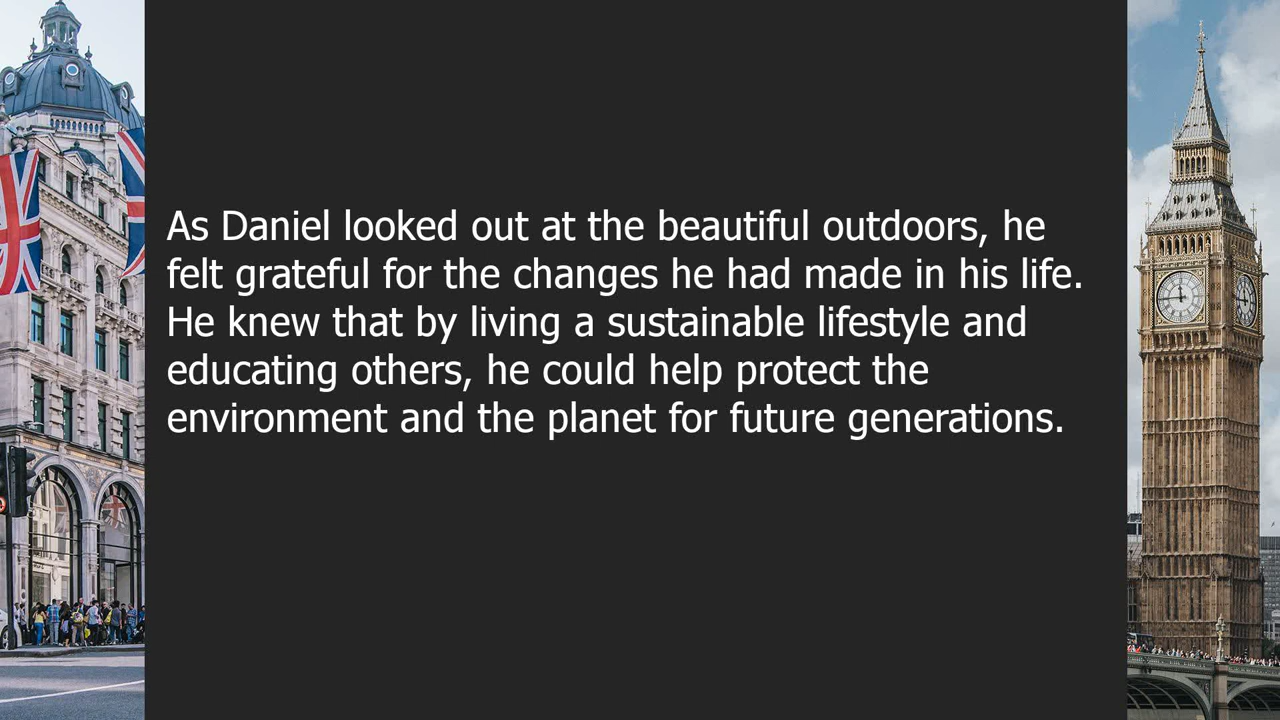 As Daniel looked out at the beautiful outdoors, he
felt grateful for the changes he had made in his life.
He knew that by living a sustainable lifestyle and
educating others, he could help protect the
environment and the planet for future generations.